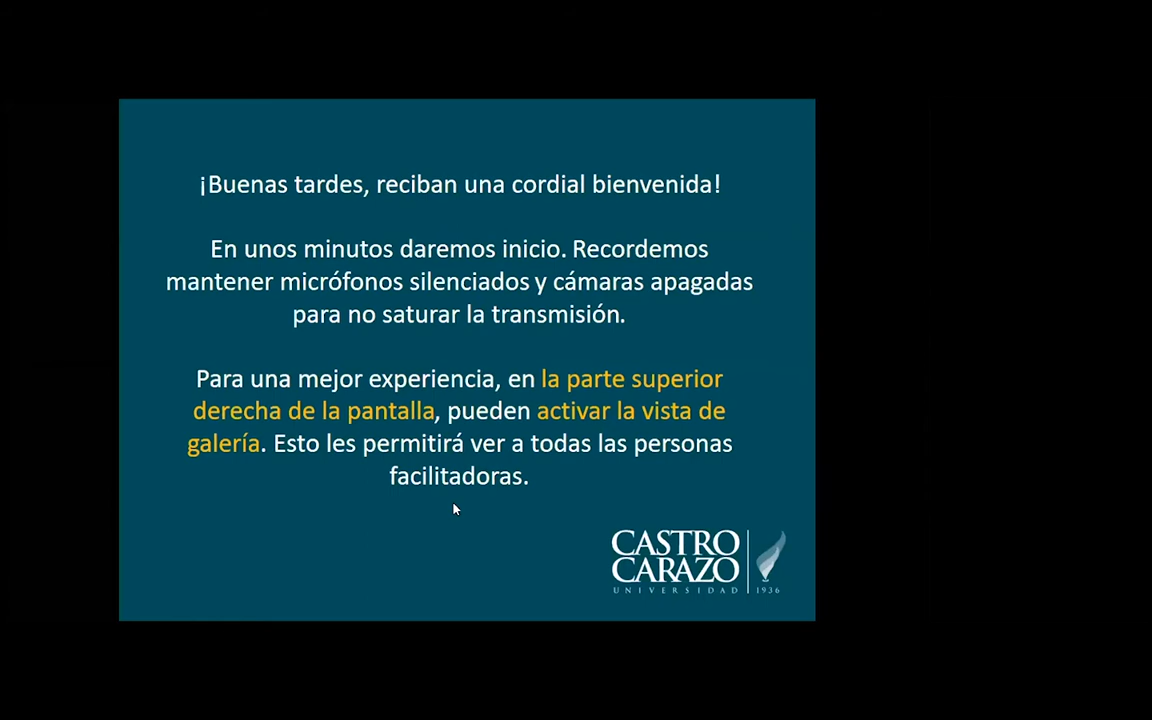 ¡Buenas tardes, reciban una cordial bienvenida!
En unos minutos daremos inicio. Recordemos
mantener micrófonos silenciados y cámaras apagadas
para no saturar la transmisión.
Para una mejor experiencia, en la parte superior
derecha de la pantalla, pueden activar la vista de
galería. Esto les permitirá ver a todas las personas
facilitadoras.
CASTRO
CARAZO
UNIVERSIDAD 1936